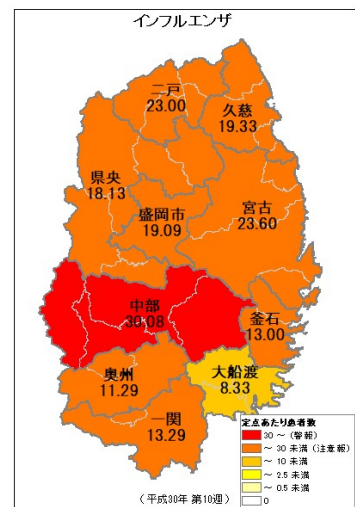 インフルエンザ
二戸
23.00
久慈
19.33
県央
18.13
盛岡市
19.09
宮古
23.60
中部
30.08
釜石
13.00
奥州
11.29
大船渡
8.33
一関
13.29
定点あたり患者数
30 ～ (警報)
～ 30 未満 (注意報)
～ 10 未満
～ 2.5 未満
～ 0.5 未満
0
(平成30年 第10週)